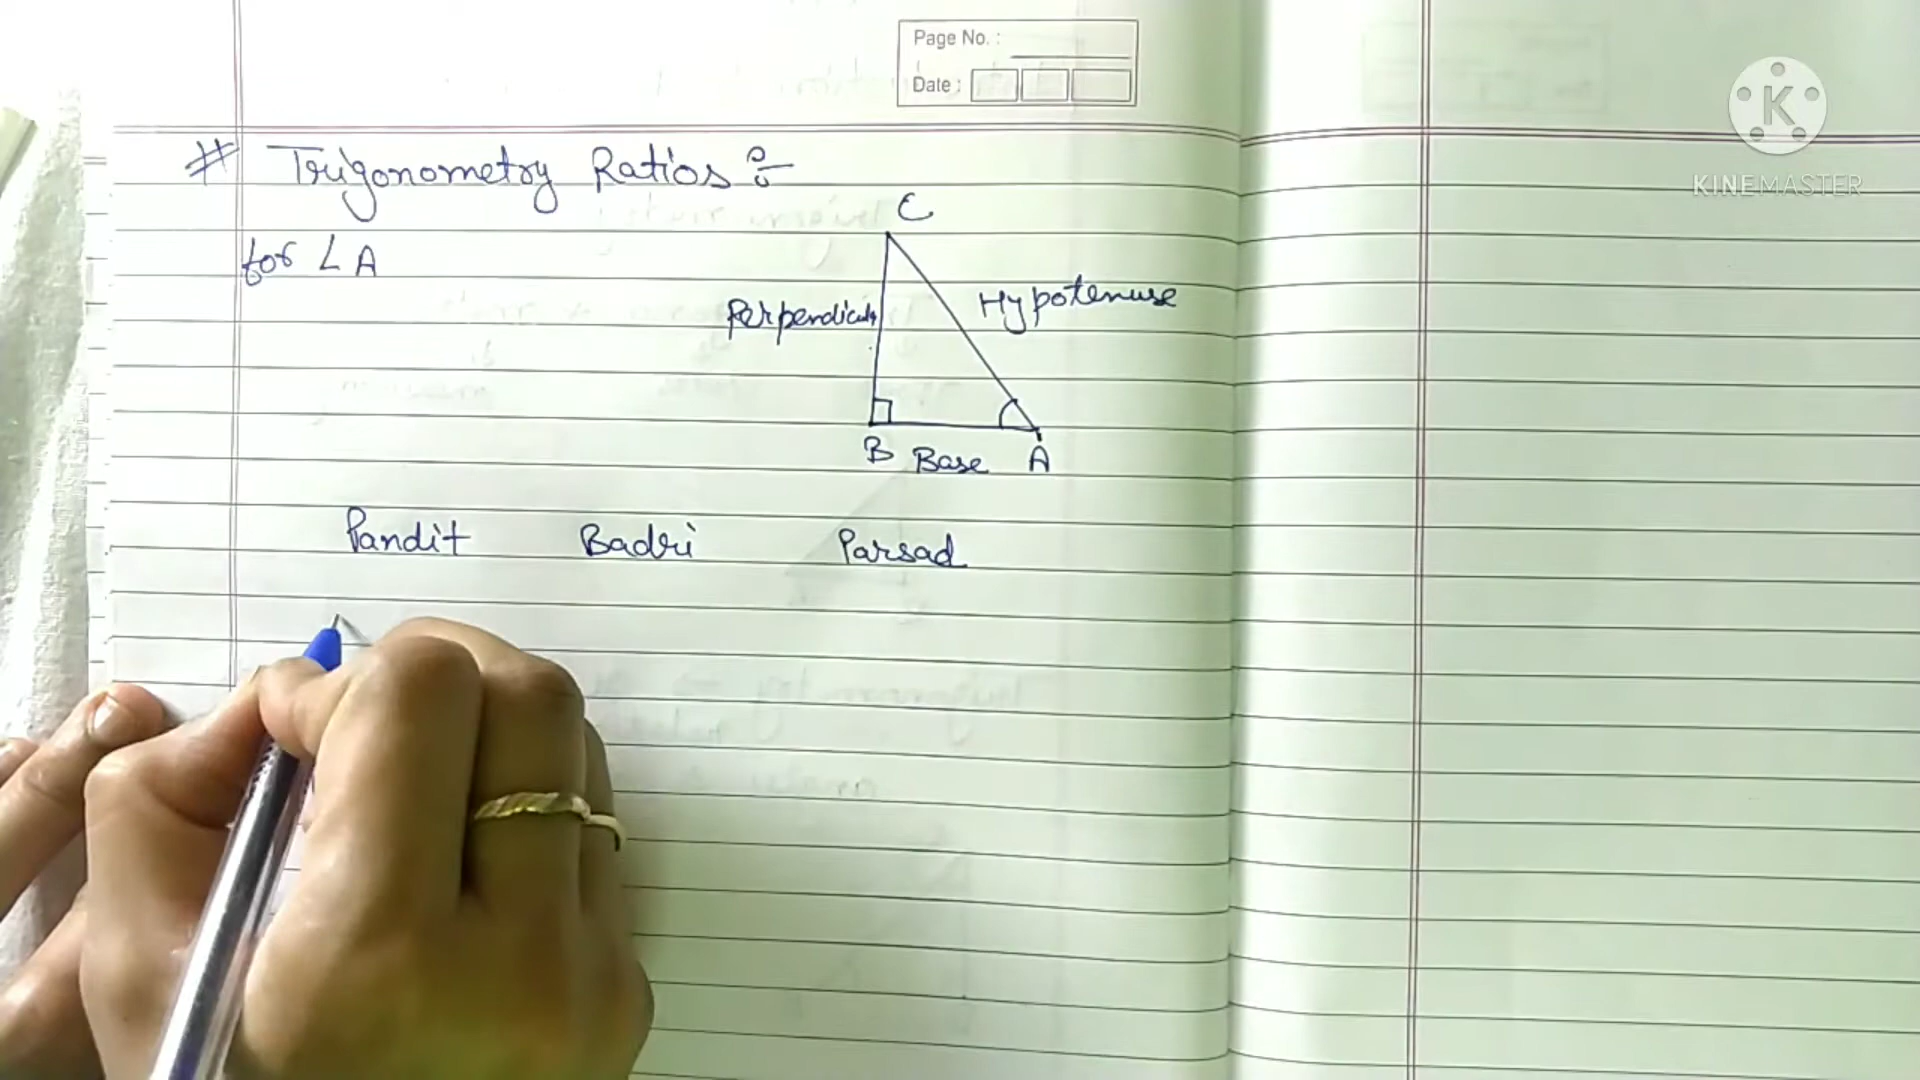 Page No. :
Date :
K
KINEMASTER
# Trigonometry Ratios :-
for ∠A
C
Perpendicular
Hypotenuse
B Base A
Pandit Badri Parsad